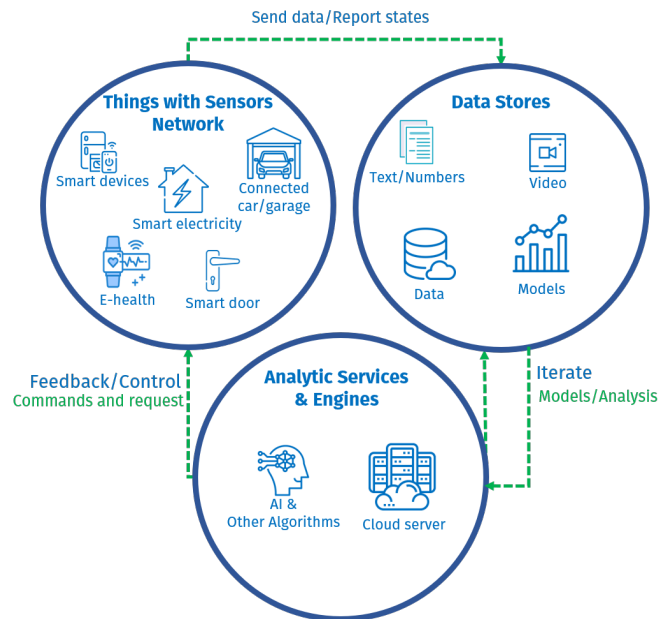 Send data/Report states
Things with Sensors
Network
Smart devices
Connected
car/garage
Smart electricity
E-health
Smart door
Data Stores
Text/Numbers
Video
Data
Models
Feedback/Control
Commands and request
Analytic Services
& Engines
AI &
Other Algorithms
Cloud server
Iterate
Models/Analysis